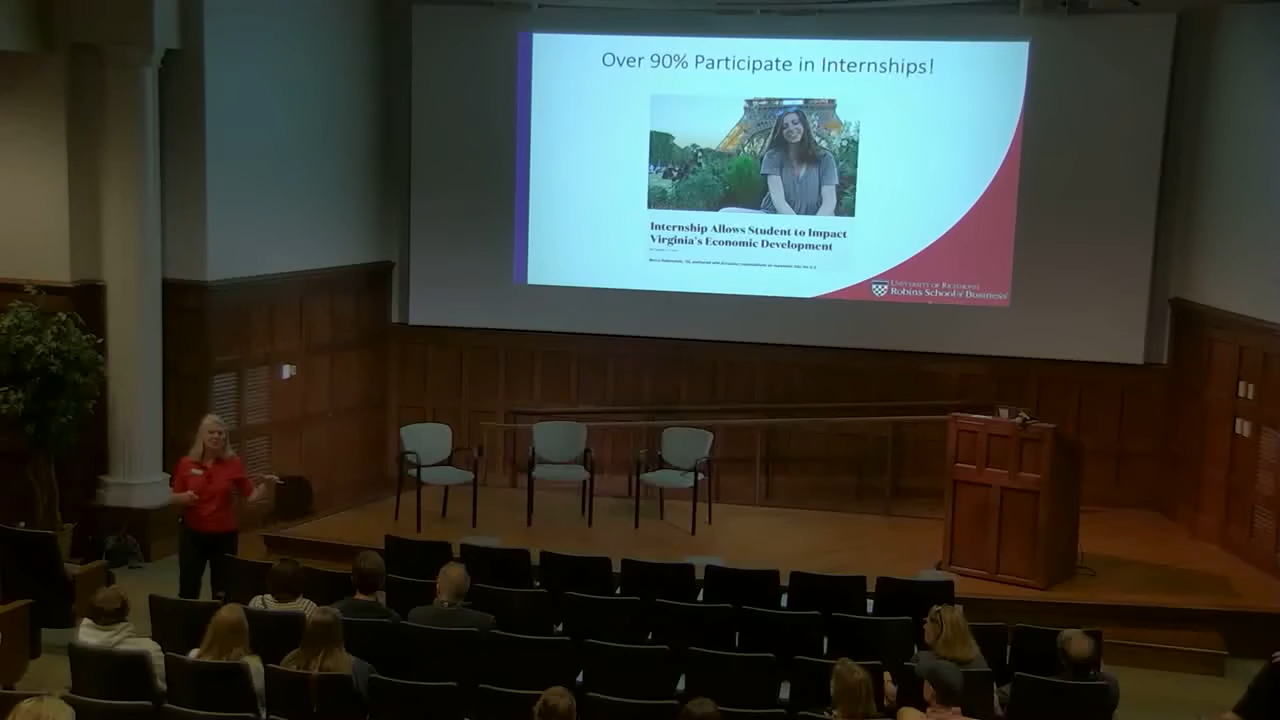 Over 90% Participate in Internships!
Internship Allows Student to Impact
Virginia's Economic Development
UNIVERSITY OF RICHMOND
Robins School of Business